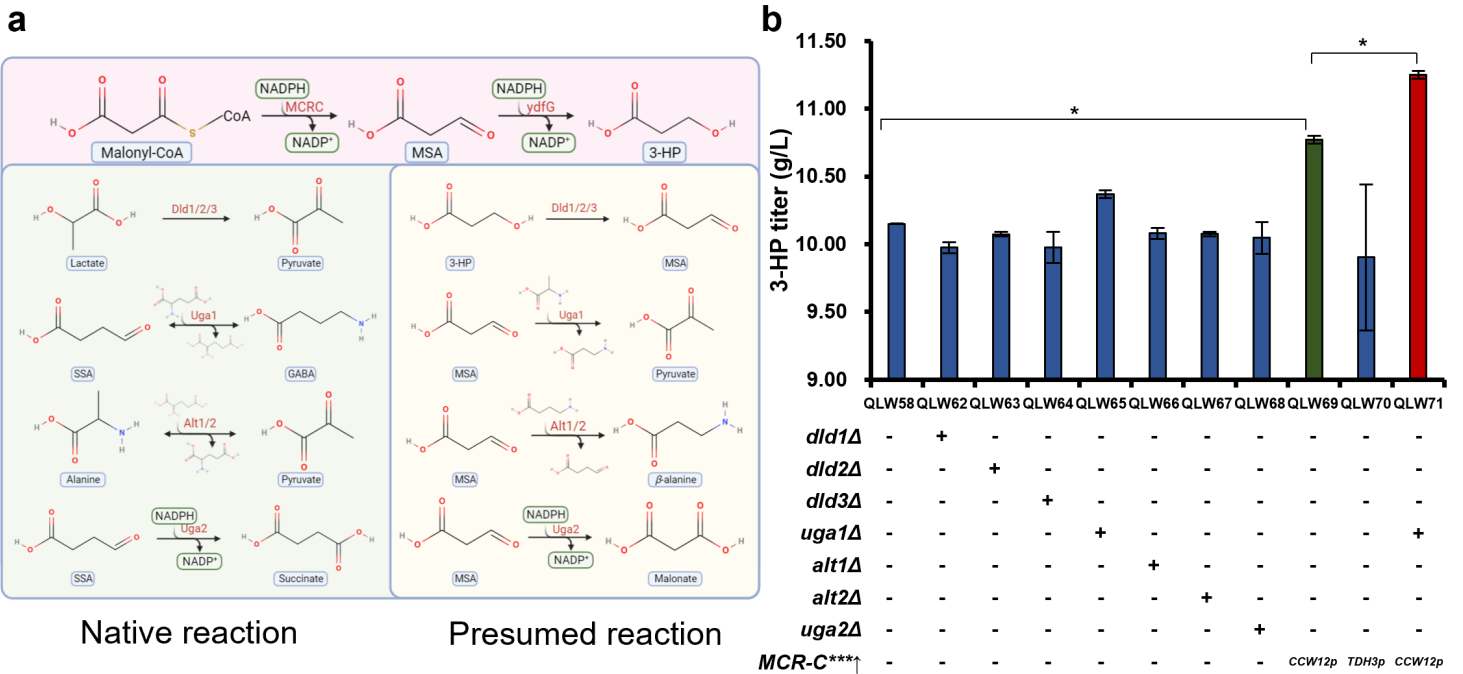 a
NADPH NADPH
MCRC ydfG
NADP⁺ NADP⁺
H O O O S CoA H O O O H O O O H
Malonyl-CoA MSA 3-HP
Dld1/2/3
Lactate Pyruvate
Uga1
SSA GABA
Alt1/2
Alanine Pyruvate
NADPH
Uga2
NADP⁺
SSA Succinate
Native reaction
Dld1/2/3
3-HP MSA
Uga1
MSA Pyruvate
Alt1/2
MSA β-alanine
NADPH
Uga2
NADP⁺
MSA Malonate
Presumed reaction
b
3-HP titer (g/L)
11.50
11.00
10.50
10.00
9.50
9.00
* *
QLW58 QLW62 QLW63 QLW64 QLW65 QLW66 QLW67 QLW68 QLW69 QLW70 QLW71
dld1Δ - + - - - - - - - - -
dld2Δ - - + - - - - - - - -
dld3Δ - - - + - - - - - - -
uga1Δ - - - - + - - - - - +
alt1Δ - - - - - + - - - - -
alt2Δ - - - - - - + - - - -
uga2Δ - - - - - - - + - - -
MCR-C***↑ - - - - - - - - CCW12p TDH3p CCW12p